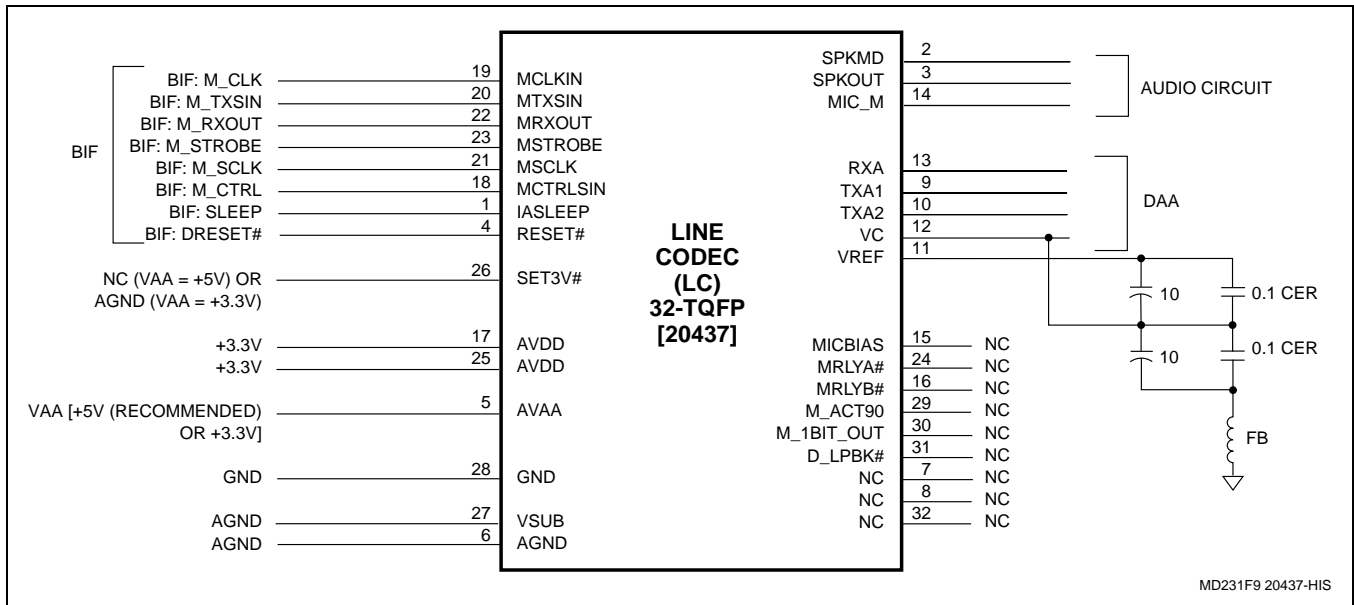 BIF
BIF: M_CLK 19 MCLKIN
BIF: M_TXSIN 20 MTXSIN
BIF: M_RXOUT 22 MRXOUT
BIF: M_STROBE 23 MSTROBE
BIF: M_SCLK 21 MSCLK
BIF: M_CTRL 18 MCTRLSIN
BIF: SLEEP 1 IASLEEP
BIF: DRESET# 4 RESET#
NC (VAA = +5V) OR 26 SET3V#
AGND (VAA = +3.3V)
+3.3V 17 AVDD
+3.3V 25 AVDD
VAA [+5V (RECOMMENDED) 5 AVAA
OR +3.3V]
GND 28 GND
AGND 27 VSUB
AGND 6 AGND
LINE
CODEC
(LC)
32-TQFP
[20437]
SPKMD 2
SPKOUT 3
MIC_M 14
AUDIO CIRCUIT
RXA 13
TXA1 9
TXA2 10
VC 12
VREF 11
DAA
10
0.1 CER
10
0.1 CER
FB
MICBIAS 15 NC
MRLYA# 24 NC
MRLYB# 16 NC
M_ACT90 29 NC
M_1BIT_OUT 30 NC
D_LPBK# 31 NC
NC 7 NC
NC 8 NC
NC 32 NC
MD231F9 20437-HIS